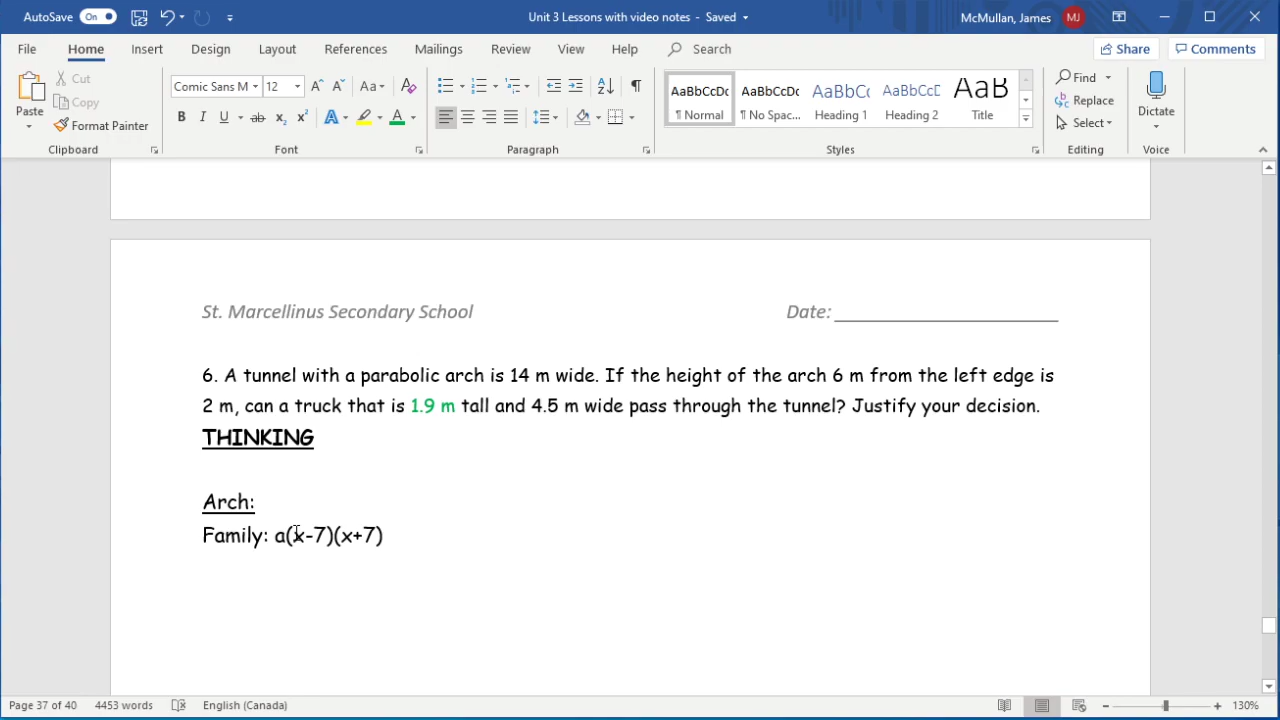 AutoSave On
Unit 3 Lessons with video notes - Saved
McMullan, James MJ
File Home Insert Design Layout References Mailings Review View Help Search Share Comments
Paste
Cut
Copy
Format Painter
Clipboard
Comic Sans M 12
Font
Paragraph
AaBbCcDc AaBbCcDc AaBbCc AaBbCcD AaB
¶ Normal ¶ No Spac... Heading 1 Heading 2 Title
Styles
Find
Replace
Select
Editing
Dictate
Voice
St. Marcellinus Secondary School Date:
6. A tunnel with a parabolic arch is 14 m wide. If the height of the arch 6 m from the left edge is
2 m, can a truck that is 1.9 m tall and 4.5 m wide pass through the tunnel? Justify your decision.
THINKING
Arch:
Family: a(x-7)(x+7)
Page 37 of 40 4453 words English (Canada) 130%